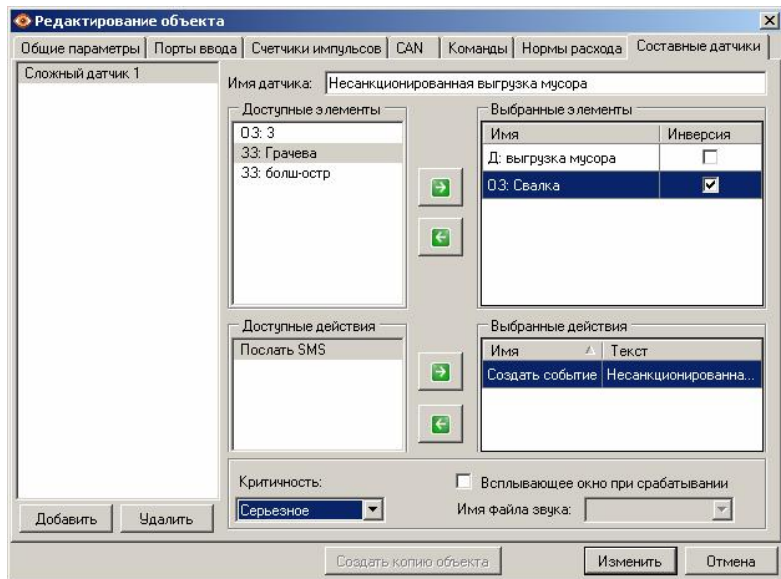 Редактирование объекта
Общие параметры Порты ввода Счетчики импульсов CAN Команды Нормы расхода Составные датчики
Сложный датчик 1
Имя датчика: Несанкционированная выгрузка мусора
Доступные элементы
ОЗ: 3
ЗЗ: Грачева
ЗЗ: болш-остр
Выбранные элементы
Имя Инверсия
Д: выгрузка мусора
ОЗ: Свалка
Доступные действия
Послать SMS
Выбранные действия
Имя Текст
Создать событие Несанкционированна...
Критичность:
Серьезное
Всплывающее окно при срабатывании
Имя файла звука:
Добавить Удалить
Создать копию объекта Изменить Отмена